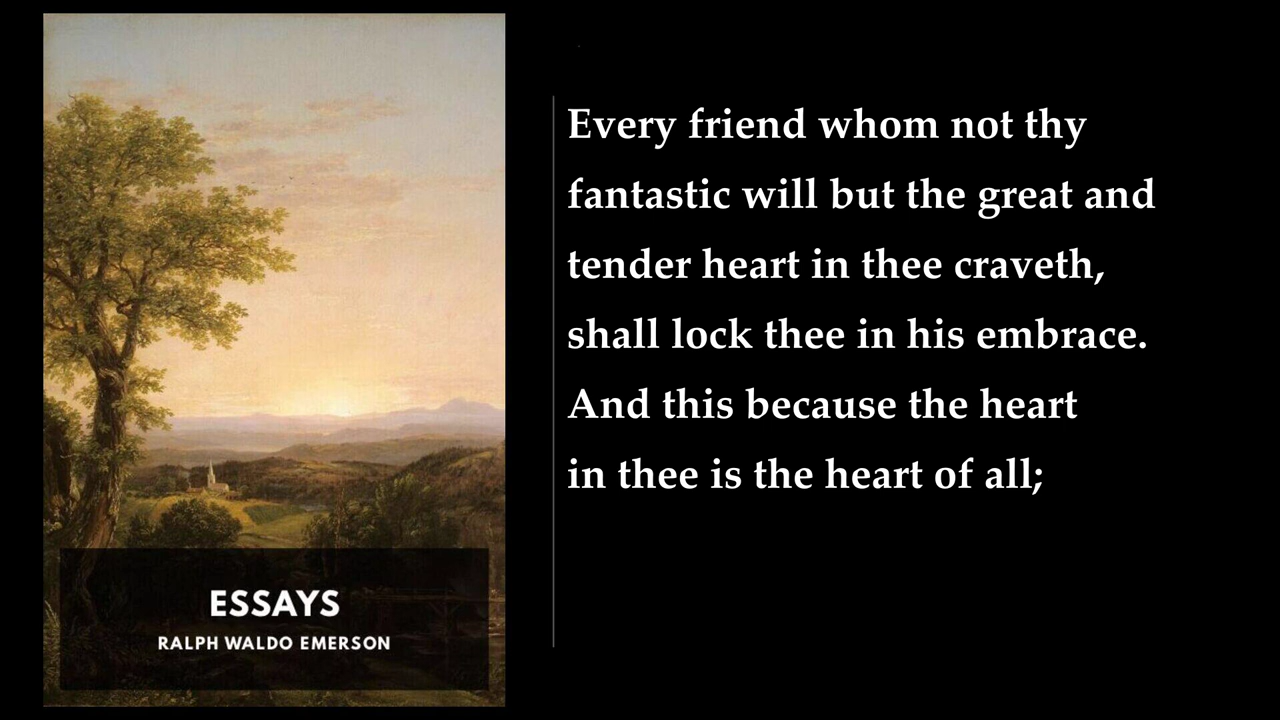 ESSAYS
RALPH WALDO EMERSON
Every friend whom not thy
fantastic will but the great and
tender heart in thee craveth,
shall lock thee in his embrace.
And this because the heart
in thee is the heart of all;